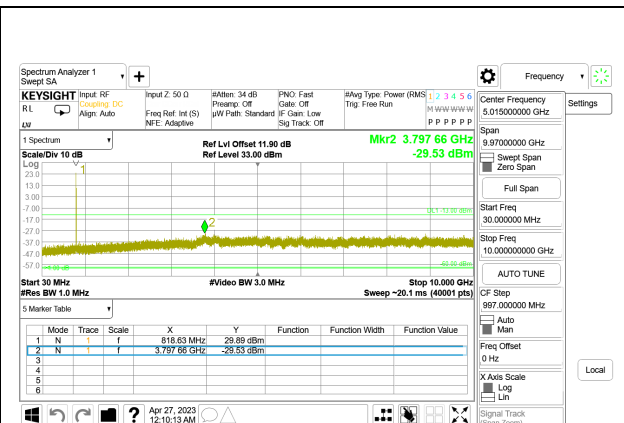 Spectrum Analyzer 1
Swept SA
Frequency
KEYSIGHT
RL
Input: RF
Coupling: DC
Align: Auto
Input Z: 50 Ω
Freq Ref: Int (S)
NFE: Adaptive
#Atten: 34 dB
Preamp: Off
µW Path: Standard
PNO: Fast
Gate: Off
IF Gain: Low
Sig Track: Off
#Avg Type: Power (RMS
Trig: Free Run
1 2 3 4 5 6
M W W W W W
P P P P P P
Settings
Center Frequency
5.015000000 GHz
Span
9.97000000 GHz
Swept Span
Zero Span
Full Span
Start Freq
30.000000 MHz
Stop Freq
10.000000000 GHz
AUTO TUNE
CF Step
997.000000 MHz
Auto
Man
Freq Offset
0 Hz
X Axis Scale
Log
Lin
Signal Track
(Span Zoom)
Local
1 Spectrum
Scale/Div 10 dB
Ref Lvl Offset 11.90 dB
Ref Level 33.00 dBm
Mkr2 3.797 66 GHz
-29.53 dBm
Log
23.0
13.0
3.00
-7.00
-17.0
-27.0
-37.0
-47.0
-57.0
1
2
DL1 -13.00 dBm
Start 30 MHz
#Res BW 1.0 MHz
#Video BW 3.0 MHz
Stop 10.000 GHz
Sweep ~20.1 ms (40001 pts)
5 Marker Table
Mode Trace Scale X Y Function Function Width Function Value
1 N 1 f 818.63 MHz 29.89 dBm
2 N 1 f 3.797 66 GHz -29.53 dBm
3
4
5
6
?
Apr 27, 2023
12:10:13 AM